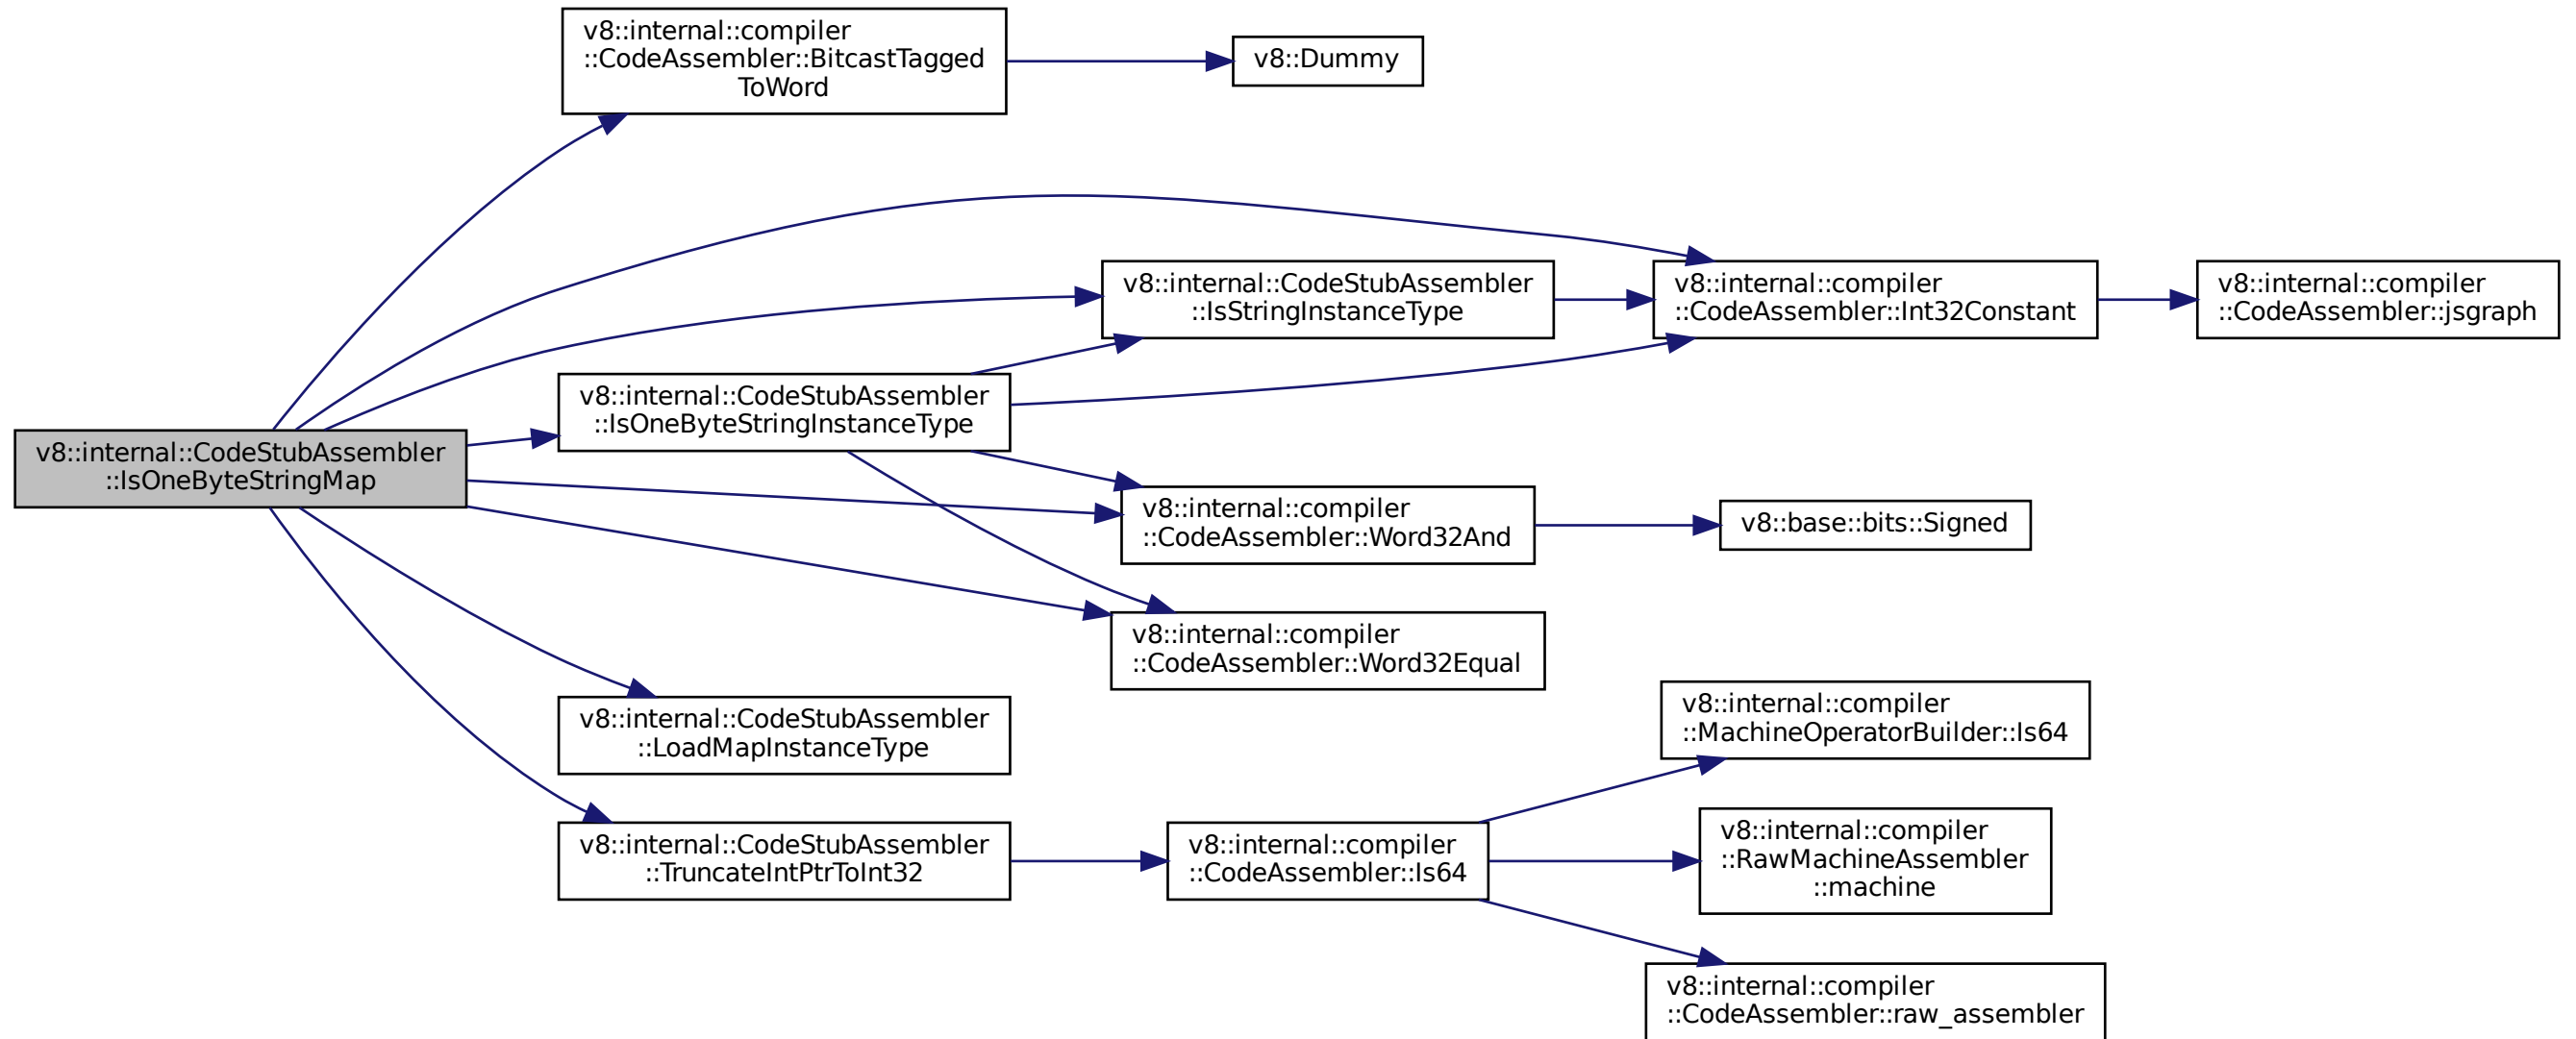 v8::internal::compiler
::CodeAssembler::BitcastTagged
ToWord
v8::Dummy
v8::internal::CodeStubAssembler
::IsStringInstanceType
v8::internal::compiler
::CodeAssembler::Int32Constant
v8::internal::compiler
::CodeAssembler::jsgraph
v8::internal::CodeStubAssembler
::IsOneByteStringInstanceType
v8::internal::CodeStubAssembler
::IsOneByteStringMap
v8::internal::compiler
::CodeAssembler::Word32And
v8::base::bits::Signed
v8::internal::compiler
::CodeAssembler::Word32Equal
v8::internal::CodeStubAssembler
::LoadMapInstanceType
v8::internal::compiler
::MachineOperatorBuilder::Is64
v8::internal::CodeStubAssembler
::TruncateIntPtrToInt32
v8::internal::compiler
::CodeAssembler::Is64
v8::internal::compiler
::RawMachineAssembler
::machine
v8::internal::compiler
::CodeAssembler::raw_assembler